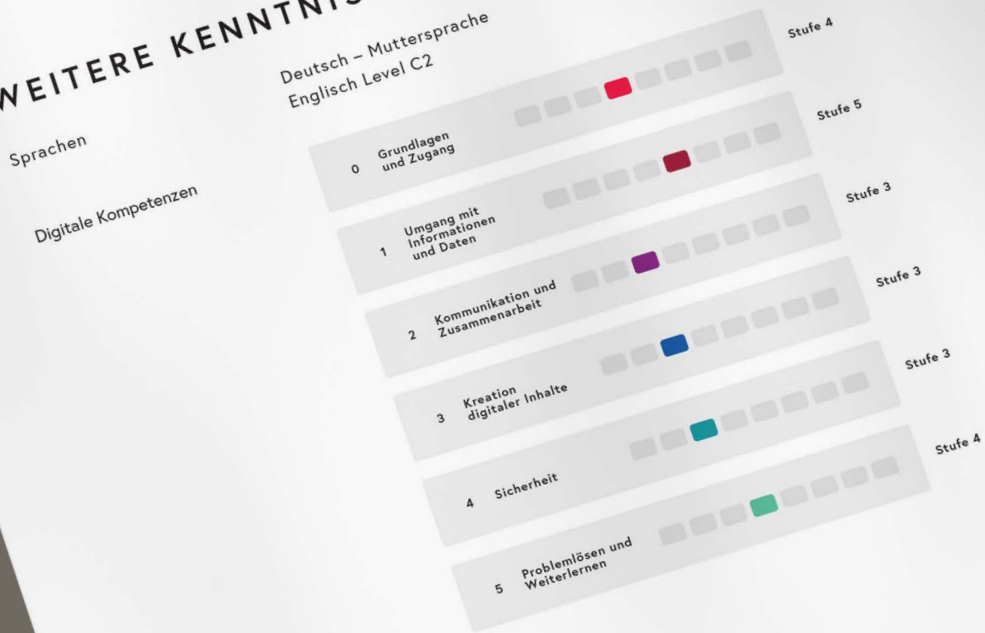 WEITERE KENNTNIS
Sprachen
Deutsch – Muttersprache
Englisch Level C2
Digitale Kompetenzen
0 Grundlagen
und Zugang
Stufe 4
1 Umgang mit
Informationen
und Daten
Stufe 5
2 Kommunikation und
Zusammenarbeit
Stufe 3
3 Kreation
digitaler Inhalte
Stufe 3
4 Sicherheit
Stufe 3
5 Problemlösen und
Weiterlernen
Stufe 4